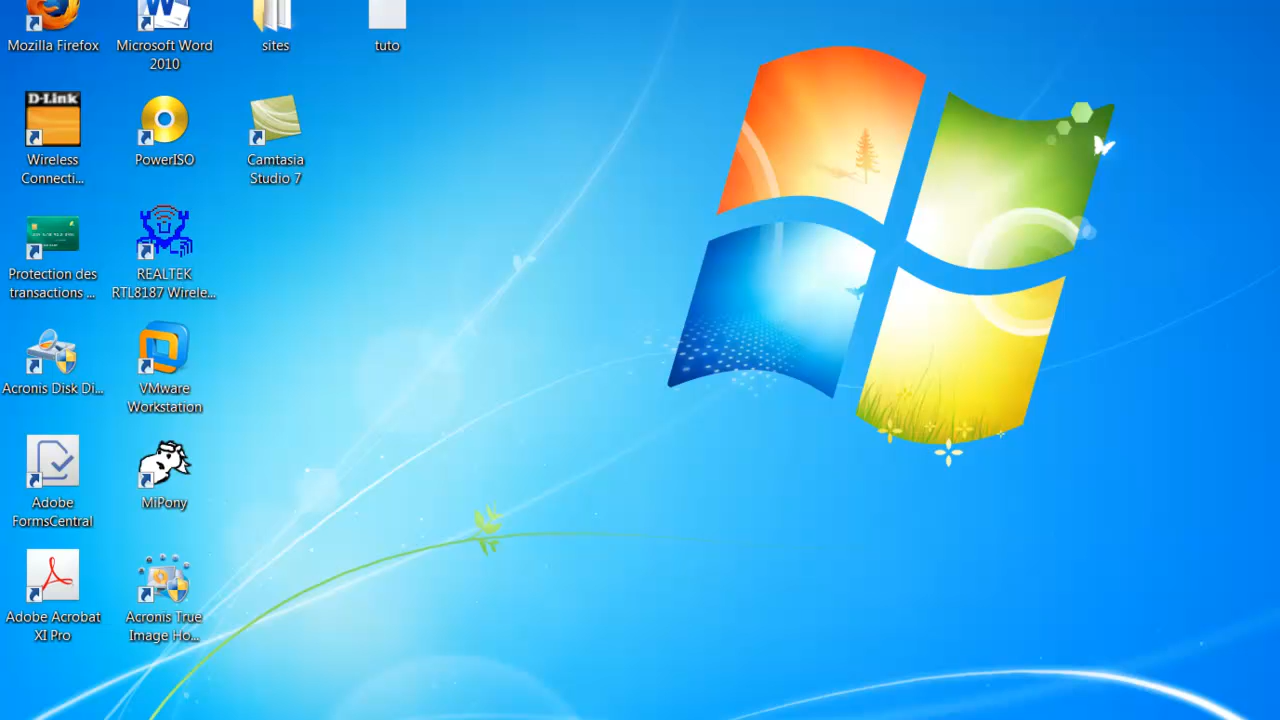 Mozilla Firefox
Microsoft Word
2010
sites
tuto
D-Link
Wireless
Connecti...
PowerISO
Camtasia
Studio 7
Protection des
transactions ...
REALTEK
RTL8187 Wirele...
Acronis Disk Di...
VMware
Workstation
Adobe
FormsCentral
MiPony
Adobe Acrobat
XI Pro
Acronis True
Image Ho...